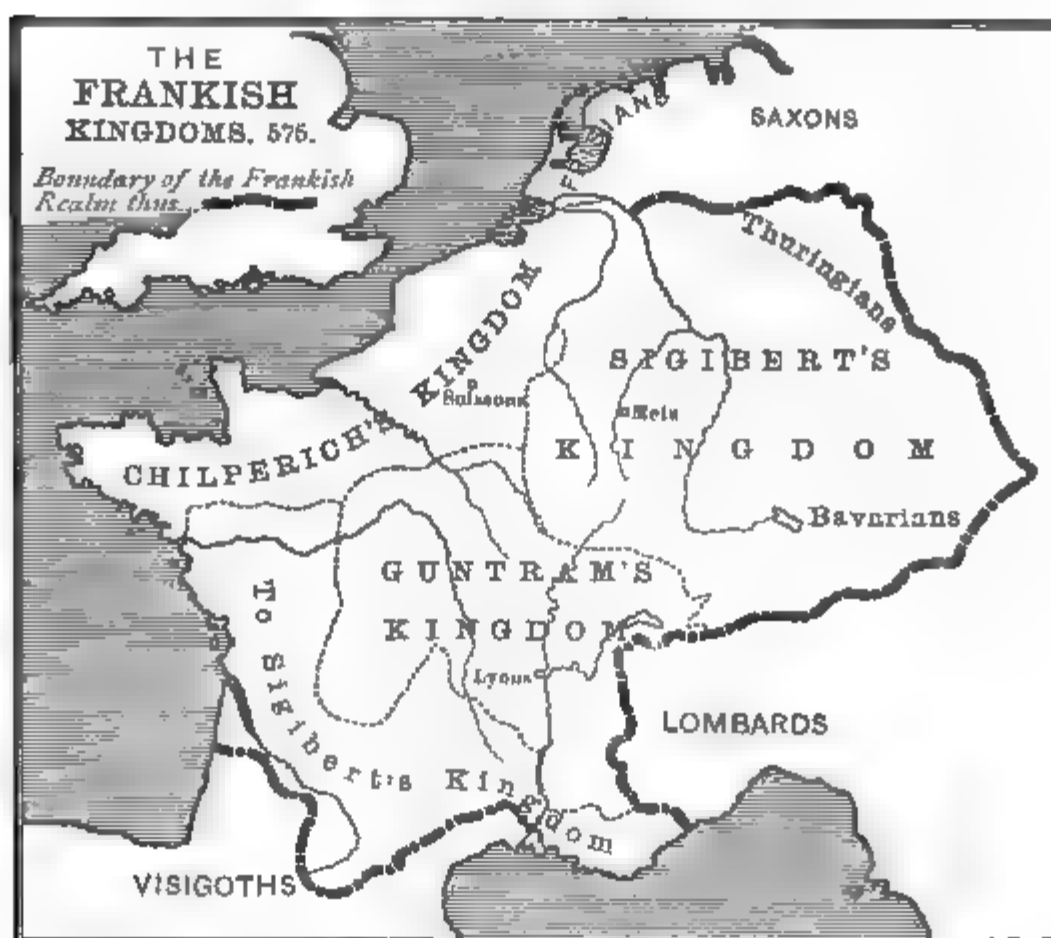 THE
FRANKISH
KINGDOMS. 575.
Boundary of the Frankish
Realm thus...
FRISIANS
SAXONS
Thuringians
CHILPERICH'S KINGDOM
Soissons
SIGIBERT'S
KINGDOM
Metz
Bavarians
GUNTRAM'S
KINGDOM
Lyons
To Sigibert's Kingdom
LOMBARDS
VISIGOTHS